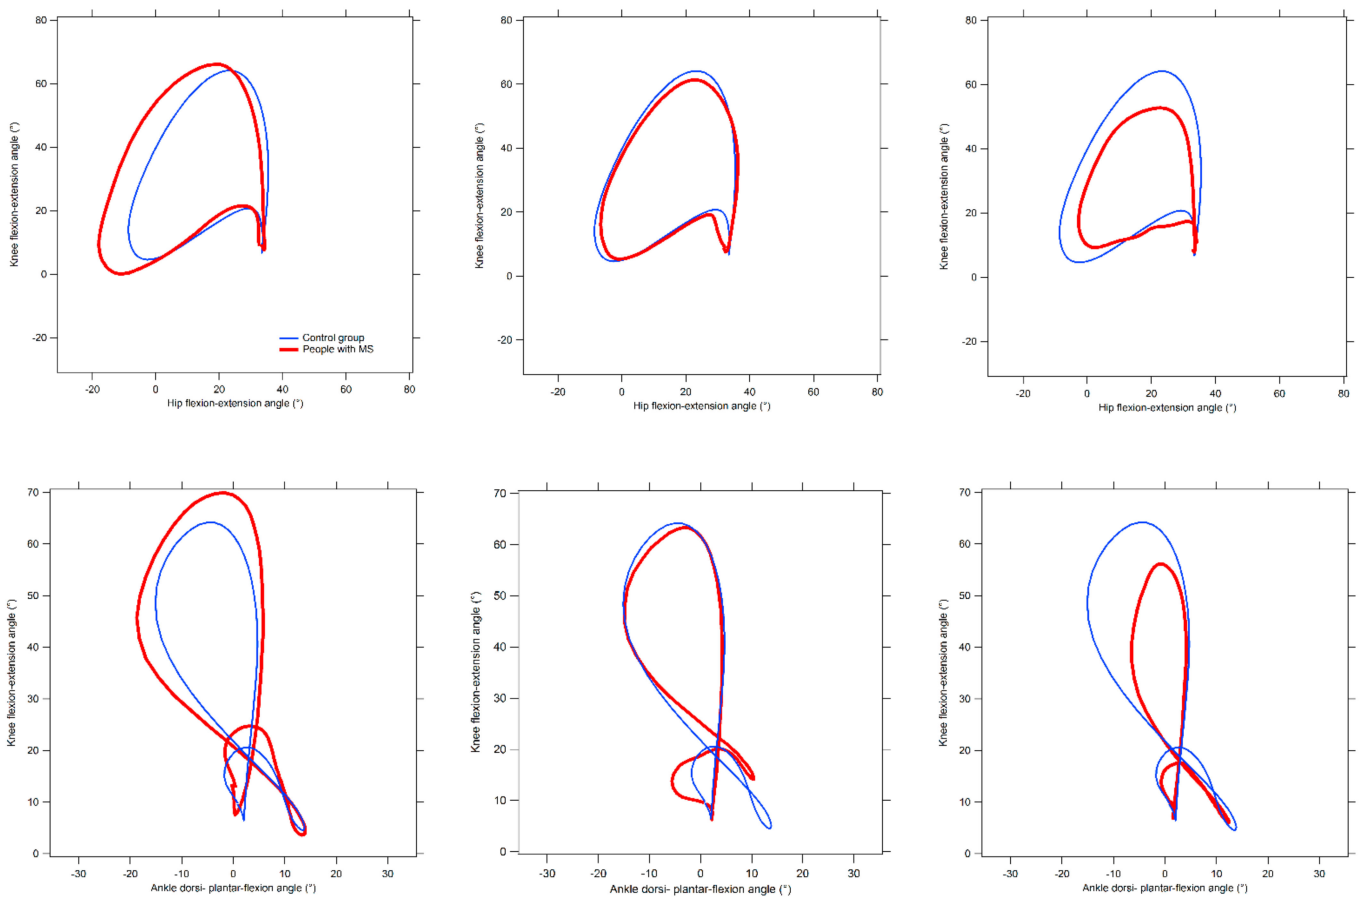 80
60
40
20
0
-20
Knee flexion-extension angle (°)
Control group
People with MS
-20 0 20 40 60 80
Hip flexion-extension angle (°)
80
60
40
20
0
-20
Knee flexion-extension angle (°)
-20 0 20 40 60 80
Hip flexion-extension angle (°)
80
60
40
20
0
-20
Knee flexion-extension angle (°)
-20 0 20 40 60 80
Hip flexion-extension angle (°)
70
60
50
40
30
20
10
0
Knee flexion-extension angle (°)
-30 -20 -10 0 10 20 30
Ankle dorsi- plantar-flexion angle (°)
70
60
50
40
30
20
10
0
Knee flexion-extension angle (°)
-30 -20 -10 0 10 20 30
Ankle dorsi- plantar-flexion angle (°)
70
60
50
40
30
20
10
0
Knee flexion-extension angle (°)
-30 -20 -10 0 10 20 30
Ankle dorsi- plantar-flexion angle (°)